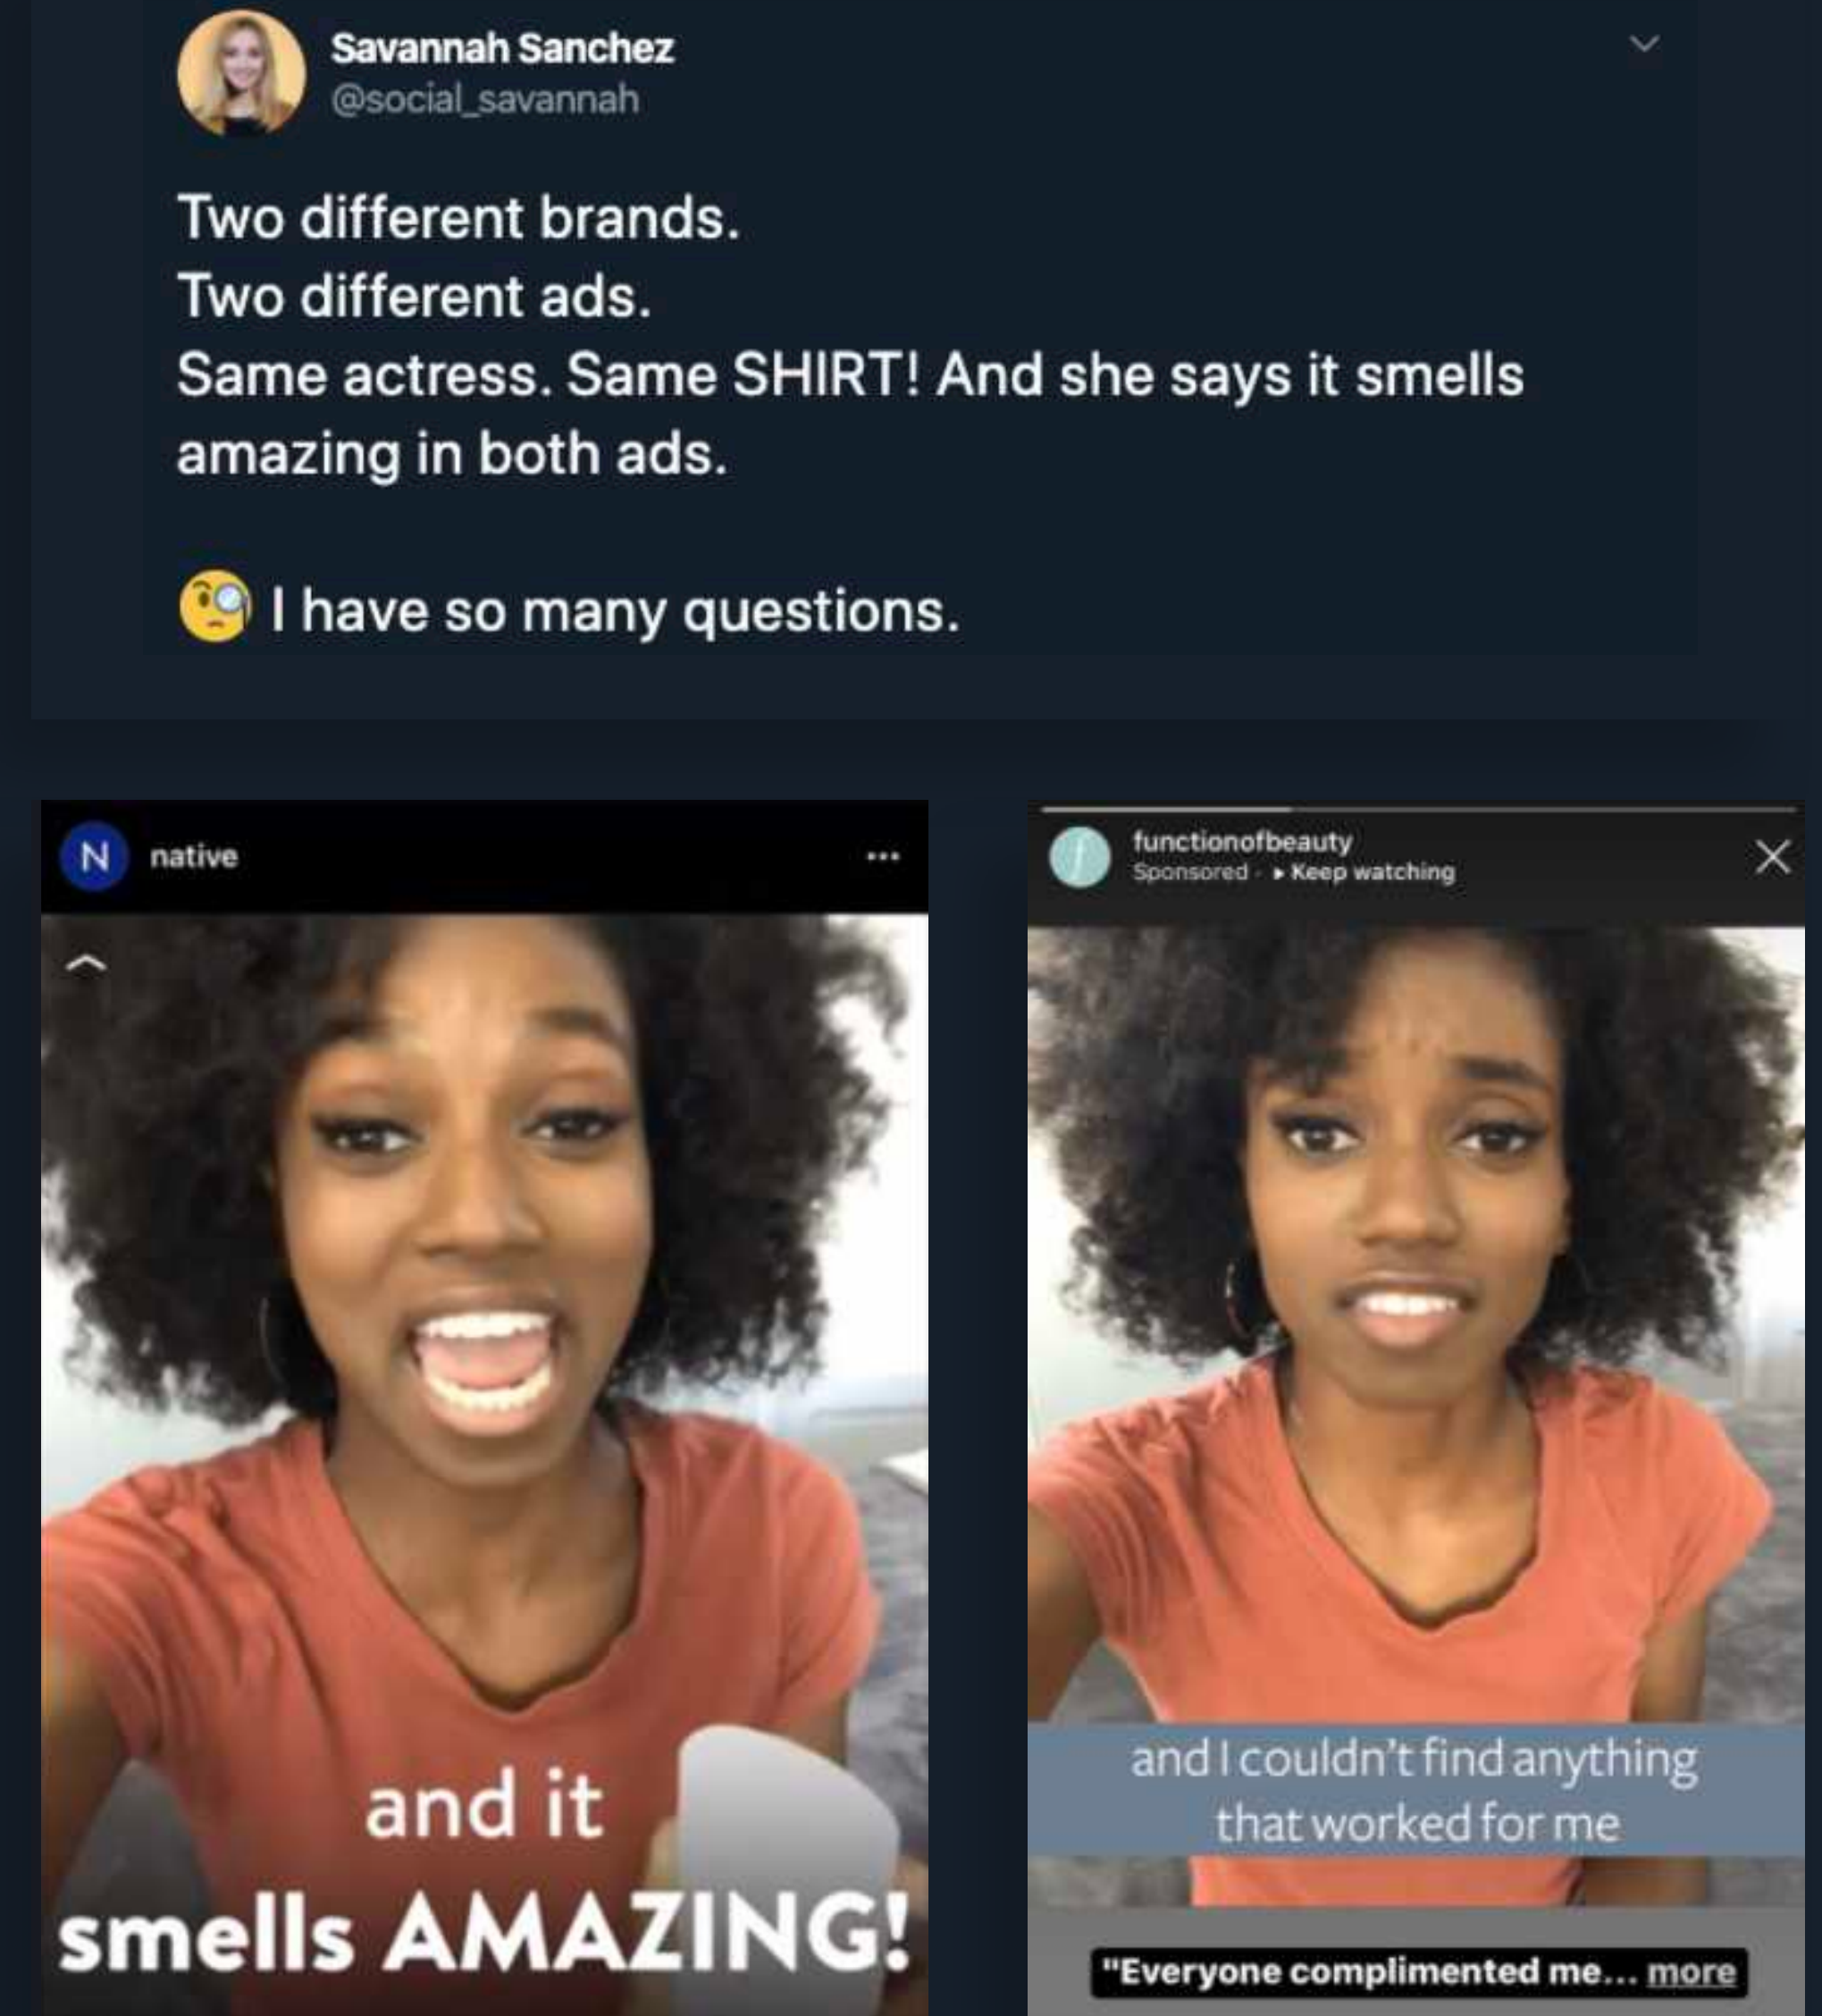 Savannah Sanchez
@social_savannah
Two different brands.
Two different ads.
Same actress. Same SHIRT! And she says it smells
amazing in both ads.
🧐 I have so many questions.
N native
and it
smells AMAZING!
f functionofbeauty
Sponsored · ▸ Keep watching
and I couldn't find anything
that worked for me
"Everyone complimented me... more